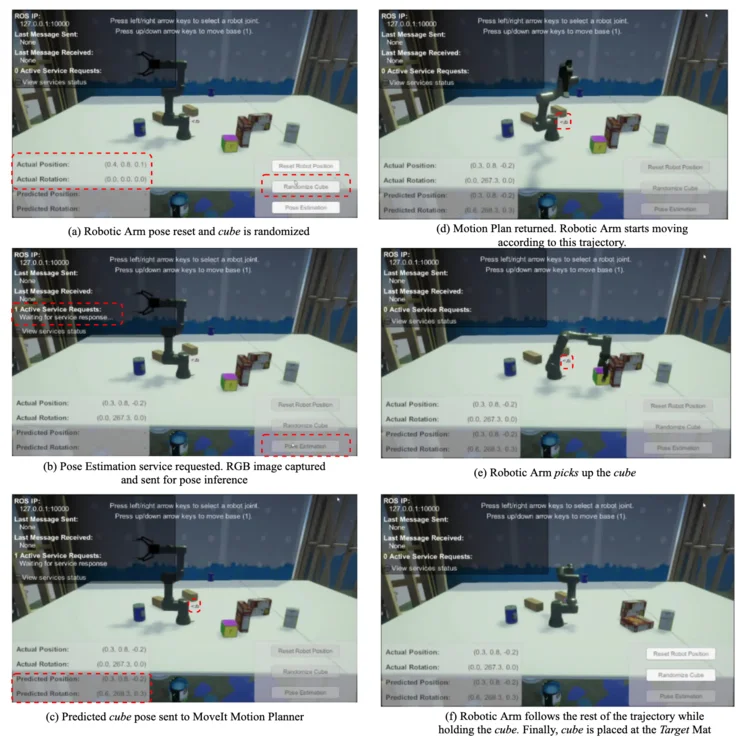 ROS IP:
127.0.0.1:10000
Last Message Sent:
None
Last Message Received:
None
0 Active Service Requests:
View services status
Press left/right arrow keys to select a robot joint.
Press up/down arrow keys to move base (1).
Actual Position: (0.4, 0.8, 0.1)
Actual Rotation: (0.0, 0.0, 0.0)
Predicted Position:
Predicted Rotation:
Reset Robot Position
Randomize Cube
Pose Estimation
(a) Robotic Arm pose reset and cube is randomized
ROS IP:
127.0.0.1:10000
Last Message Sent:
None
Last Message Received:
None
1 Active Service Requests:
Waiting for service response...
View services status
Press left/right arrow keys to select a robot joint.
Press up/down arrow keys to move base (1).
Actual Position: (0.3, 0.8, -0.2)
Actual Rotation: (0.0, 267.3, 0.0)
Predicted Position:
Predicted Rotation:
Reset Robot Position
Randomize Cube
Pose Estimation
(b) Pose Estimation service requested. RGB image captured
and sent for pose inference
ROS IP:
127.0.0.1:10000
Last Message Sent:
None
Last Message Received:
None
1 Active Service Requests:
Waiting for service response
View services status
Press left/right arrow keys to select a robot joint.
Press up/down arrow keys to move base (1).
Actual Position: (0.3, 0.8, -0.2)
Actual Rotation: (0.0, 267.3, 0.0)
Predicted Position: (0.3, 0.8, -0.2)
Predicted Rotation: (0.6, 268.3, 0.3)
Reset Robot Position
Randomize Cube
Pose Estimation
(c) Predicted cube pose sent to MoveIt Motion Planner
ROS IP:
127.0.0.1:10000
Last Message Sent:
None
Last Message Received:
None
0 Active Service Requests:
View services status
Press left/right arrow keys to select a robot joint.
Press up/down arrow keys to move base (1).
Actual Position: (0.3, 0.8, -0.2)
Actual Rotation: (0.0, 267.3, 0.0)
Predicted Position: (0.3, 0.8, -0.2)
Predicted Rotation: (0.6, 268.3, 0.3)
Reset Robot Position
Randomize Cube
Pose Estimation
(d) Motion Plan returned. Robotic Arm starts moving
according to this trajectory.
ROS IP:
127.0.0.1:10000
Last Message Sent:
None
Last Message Received:
None
0 Active Service Requests:
View services status
Press left/right arrow keys to select a robot joint.
Press up/down arrow keys to move base (1).
Actual Position: (0.3, 0.8, -0.2)
Actual Rotation: (0.0, 267.3, 0.0)
Predicted Position: (0.3, 0.8, -0.2)
Predicted Rotation: (0.6, 268.3, 0.3)
Reset Robot Position
Randomize Cube
Pose Estimation
(e) Robotic Arm picks up the cube
ROS IP:
127.0.0.1:10000
Last Message Sent:
None
Last Message Received:
None
0 Active Service Requests:
View services status
Press left/right arrow keys to select a robot joint.
Press up/down arrow keys to move base (1).
Actual Position: (0.3, 0.8, -0.2)
Actual Rotation: (0.0, 267.3, 0.0)
Predicted Position: (0.3, 0.8, -0.2)
Predicted Rotation: (0.6, 268.3, 0.3)
Reset Robot Position
Randomize Cube
Pose Estimation
(f) Robotic Arm follows the rest of the trajectory while
holding the cube. Finally, cube is placed at the Target Mat